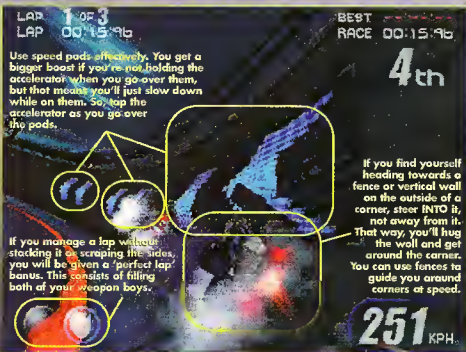 LAP 1 OF 3
LAP 00:15:96
BEST
RACE 00:15:96
4th
Use speed pads effectively. You get a
bigger boost if you're not holding the
accelerator when you go over them,
but that means you'll just slow down
while on them. So, tap the
accelerator as you go over
the pods.
If you find yourself
heading towards a
fence or vertical wall
on the outside of a
corner, steer INTO it,
not away from it.
That way, you'll hug
the wall and get
around the corner.
You can use fences to
guide you around
corners at speed.
If you manage a lap without
stacking it or scraping the sides,
you will be given a 'perfect lap'
bonus. This consists of filling
both of your weapon bays.
251 KPH